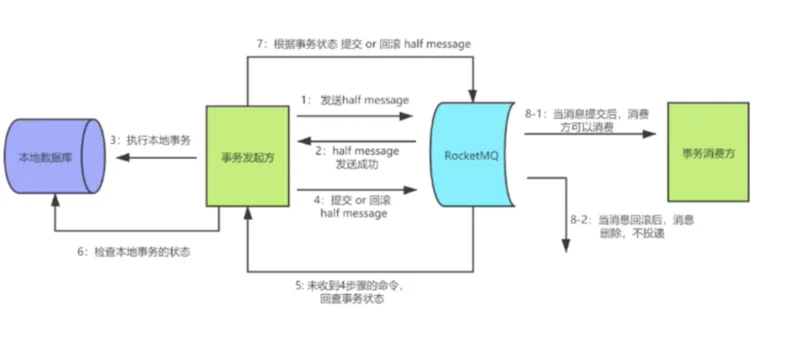 7：根据事务状态 提交 or 回滚 half message
1： 发送half message
8-1：当消息提交后，消费
方可以消费
3：执行本地事务
本地数据库
事务发起方
2：half message
发送成功
RocketMQ
事务消费方
4：提交 or 回滚
half message
8-2：当消息回滚后，消息
删除，不投递
6：检查本地事务的状态
5: 未收到4步骤的命令，
回查事务状态